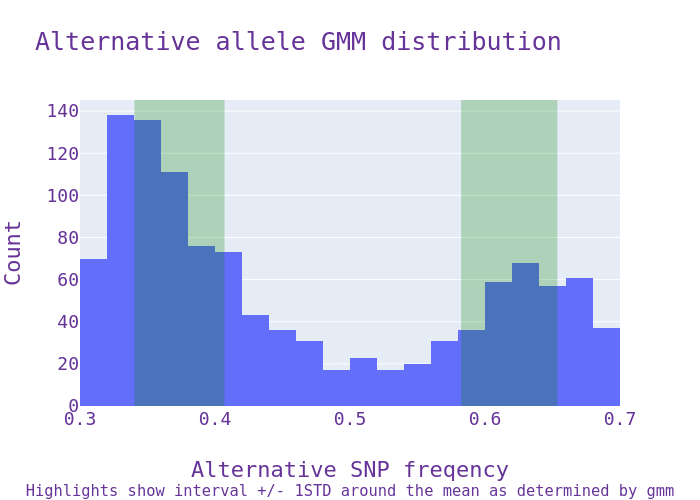 Alternative allele GMM distribution
140
120
100
80
60
40
20
0
Count
0.3 0.4 0.5 0.6 0.7
Alternative SNP freqency
Highlights show interval +/- 1STD around the mean as determined by gmm